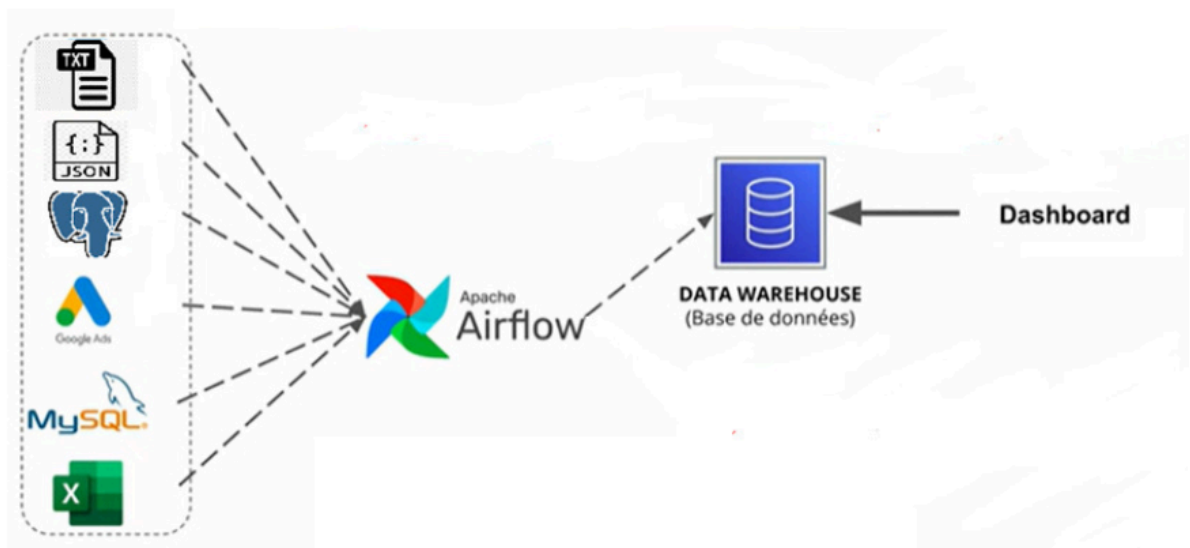 TXT
{:}
JSON
Google Ads
MySQL
X
Apache
Airflow
DATA WAREHOUSE
(Base de données)
Dashboard